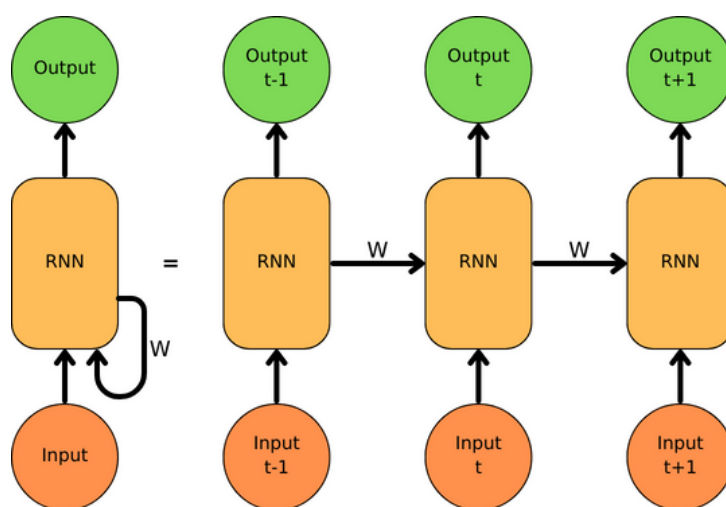 Output
Output
t-1
Output
t
Output
t+1
RNN
=
RNN
W
RNN
W
RNN
W
Input
Input
t-1
Input
t
Input
t+1